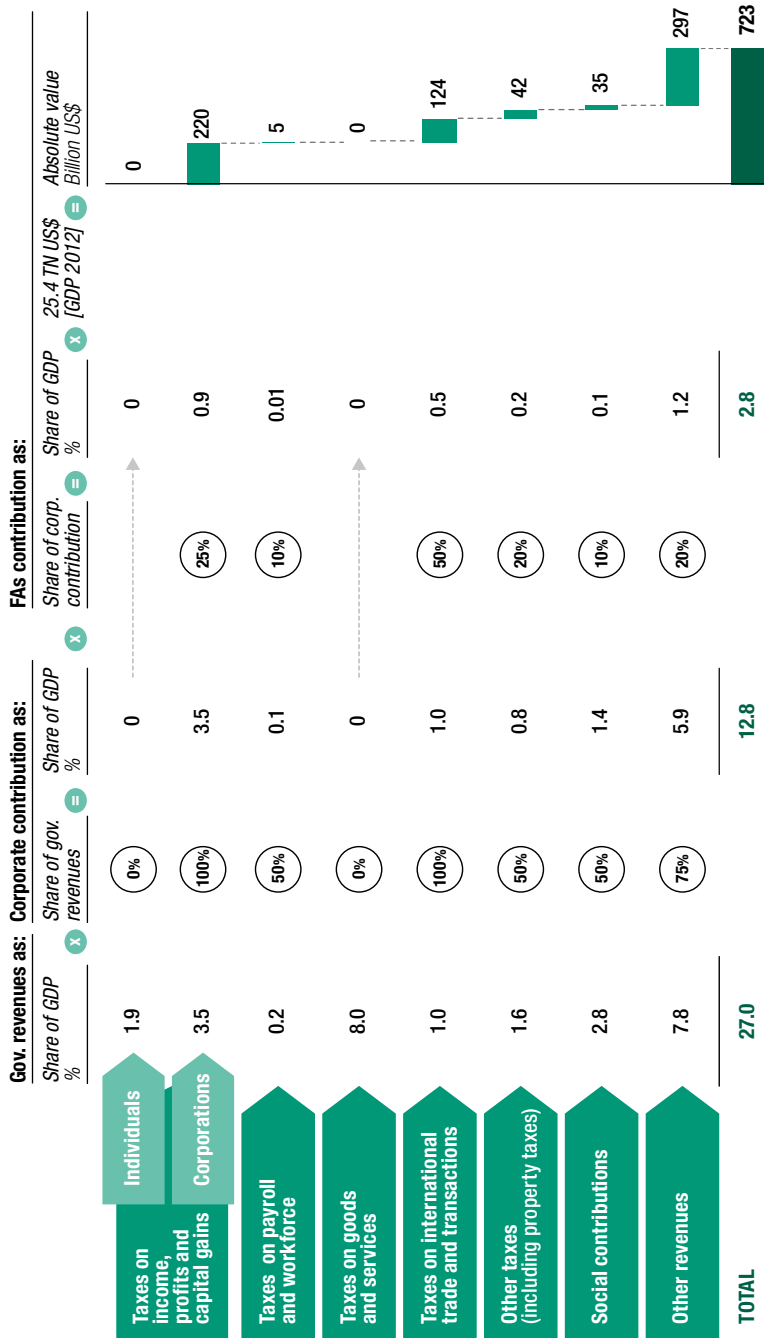 Gov. revenues as:
Corporate contribution as:
FAs contribution as:
Share of GDP
%
x
Share of gov.
revenues
=
Share of GDP
%
x
Share of corp.
contribution
=
Share of GDP
%
x
25.4 TN US$
[GDP 2012]
=
Absolute value
Billion US$
Taxes on
income,
profits and
capital gains
Individuals
1.9
0%
0
0
0
Corporations
3.5
100%
3.5
25%
0.9
220
Taxes on payroll
and workforce
0.2
50%
0.1
10%
0.01
5
Taxes on goods
and services
8.0
0%
0
0
0
Taxes on international
trade and transactions
1.0
100%
1.0
50%
0.5
124
Other taxes
(including property taxes)
1.6
50%
0.8
20%
0.2
42
Social contributions
2.8
50%
1.4
10%
0.1
35
Other revenues
7.8
75%
5.9
20%
1.2
297
TOTAL
27.0
12.8
2.8
723